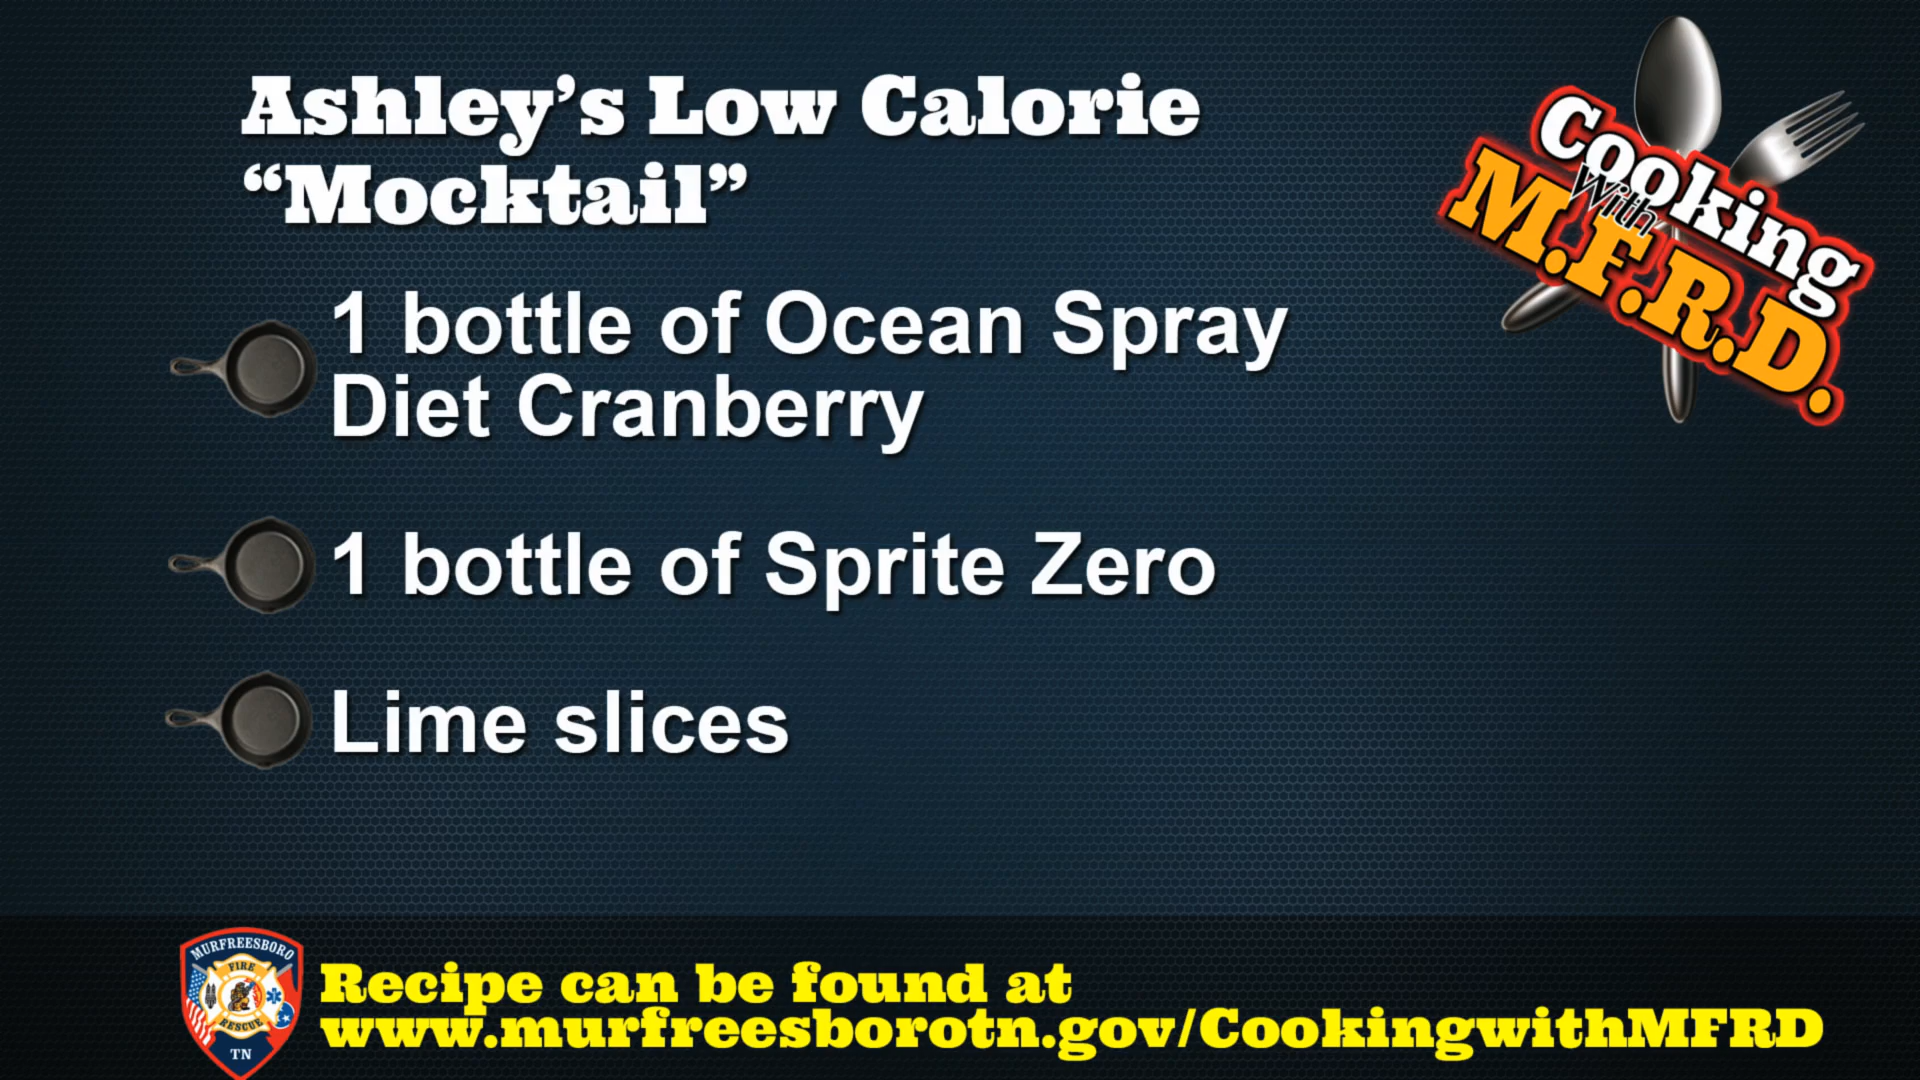 Ashley’s Low Calorie
“Mocktail”
Cooking
With
M.F.R.D.
1 bottle of Ocean Spray
Diet Cranberry
1 bottle of Sprite Zero
Lime slices
MURFREESBORO
FIRE
RESCUE
TN
Recipe can be found at
www.murfreesborotn.gov/CookingwithMFRD